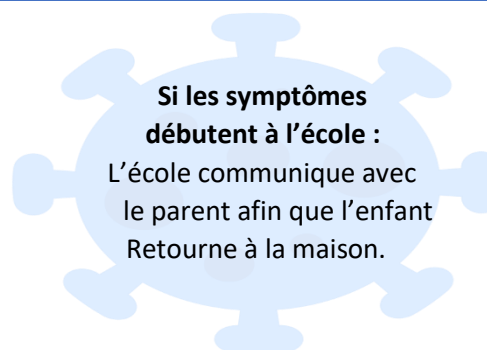 Si les symptômes
débutent à l’école :
L’école communique avec
le parent afin que l’enfant
Retourne à la maison.